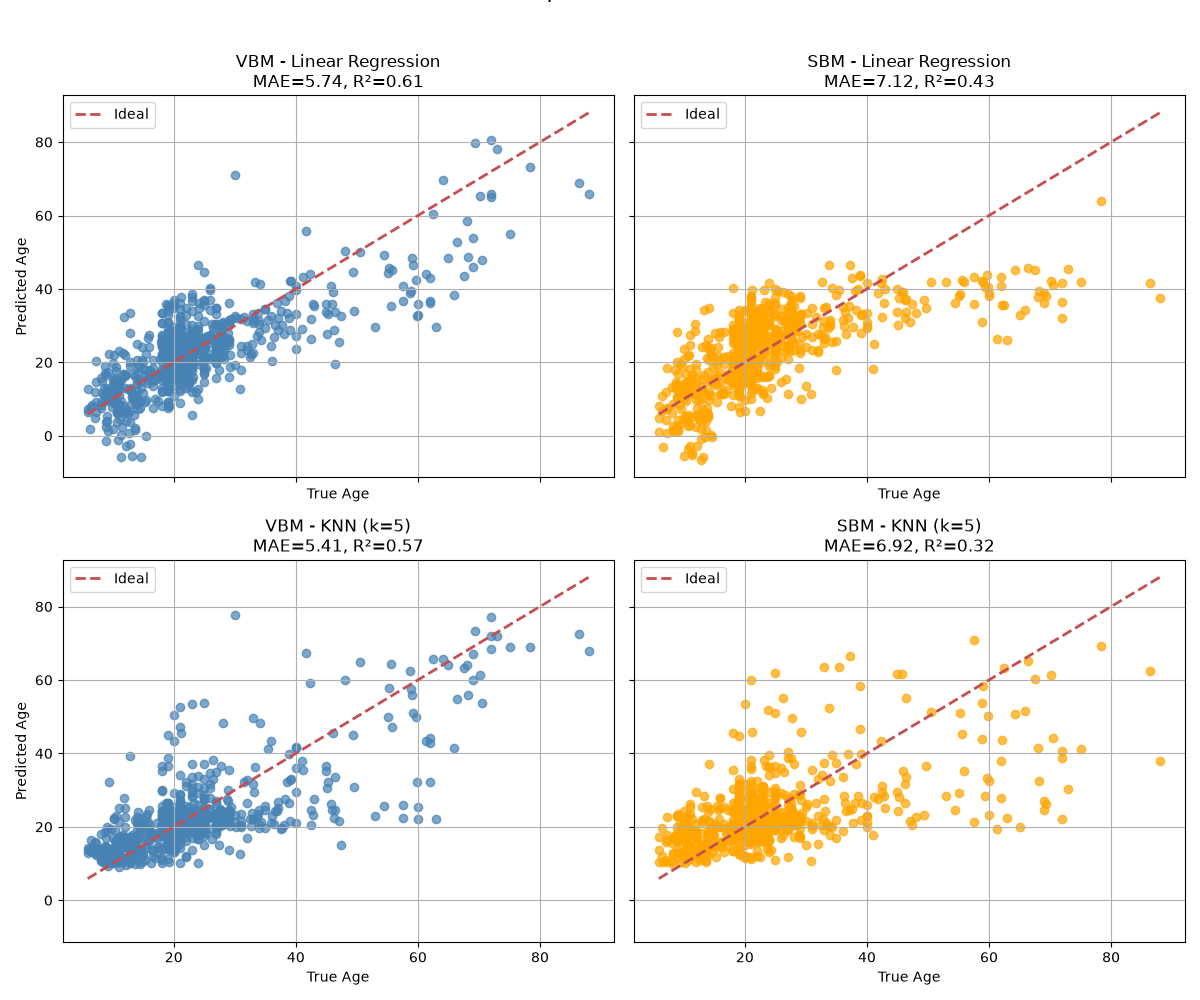 VBM - Linear Regression
MAE=5.74, R²=0.61
Ideal
80
60
40
20
0
Predicted Age
True Age
SBM - Linear Regression
MAE=7.12, R²=0.43
Ideal
True Age
VBM - KNN (k=5)
MAE=5.41, R²=0.57
Ideal
80
60
40
20
0
Predicted Age
20 40 60 80
True Age
SBM - KNN (k=5)
MAE=6.92, R²=0.32
Ideal
20 40 60 80
True Age